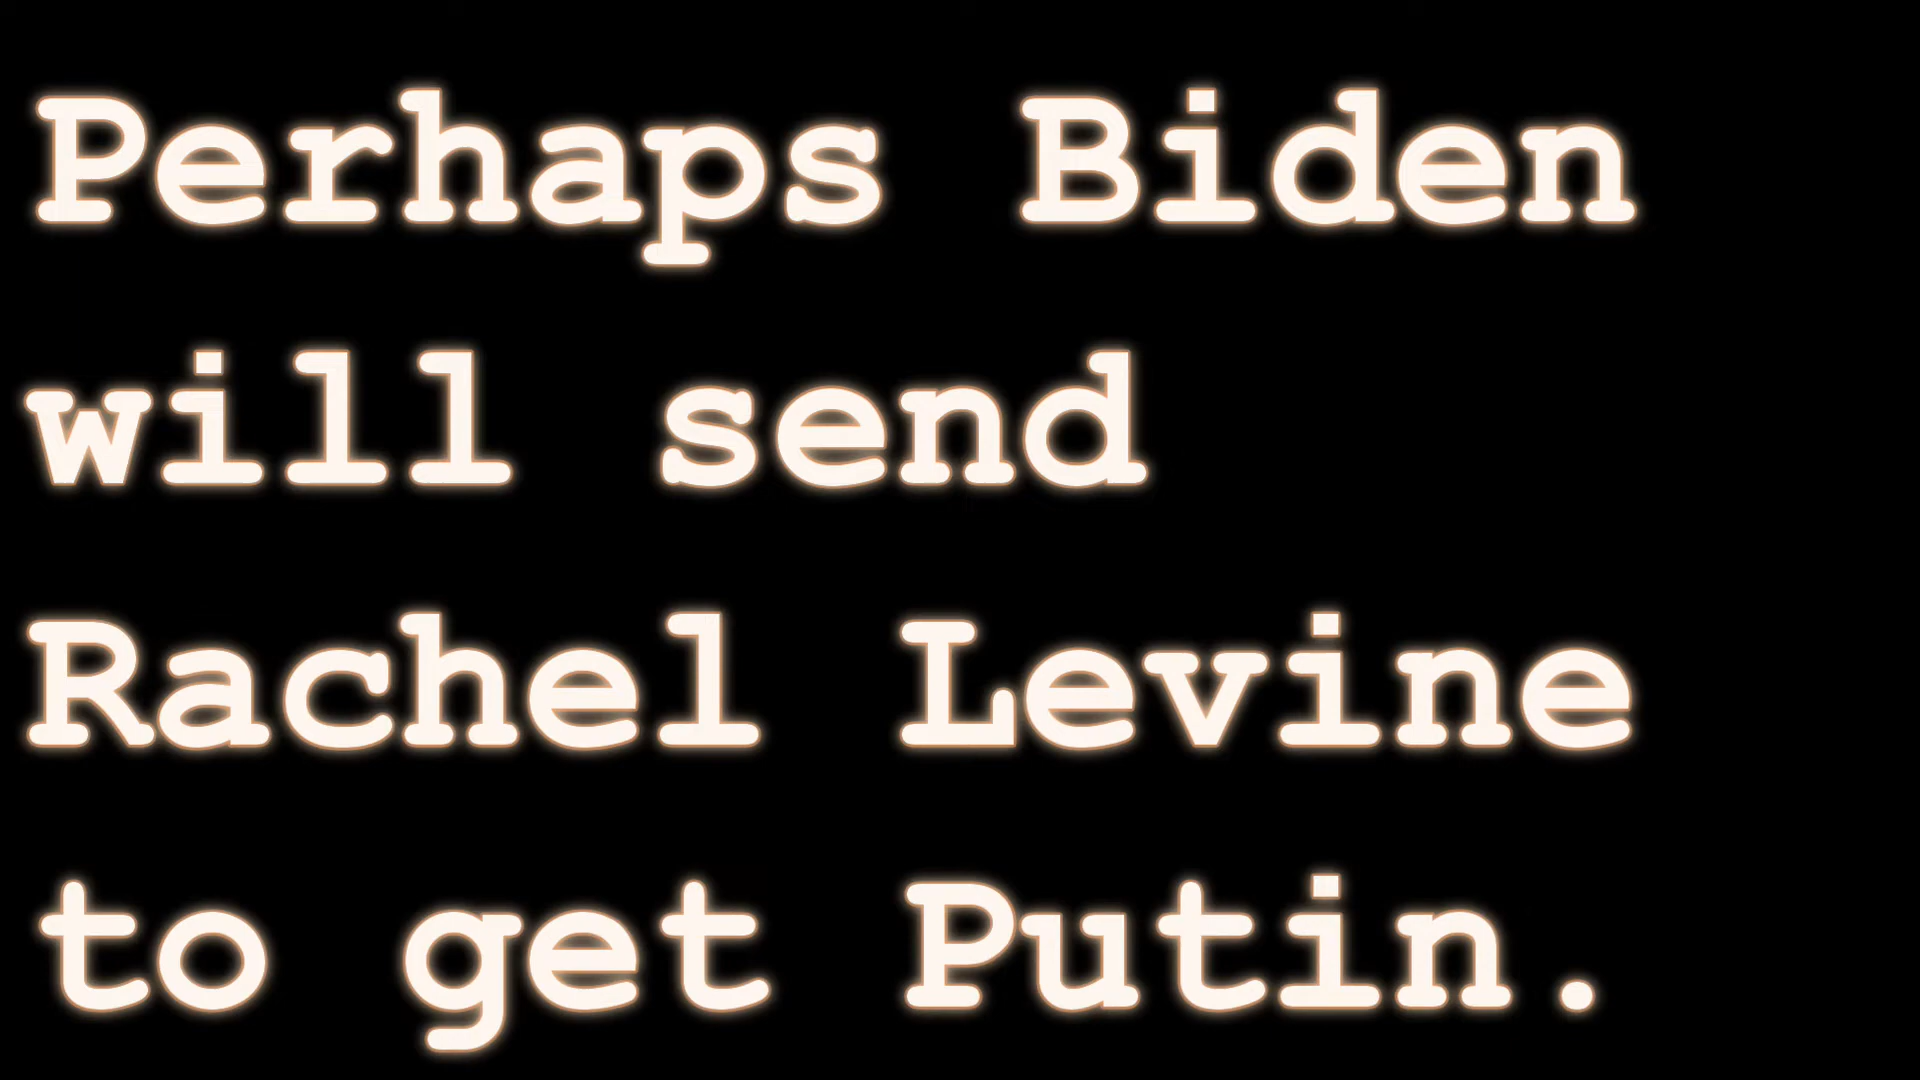 Perhaps Biden
will send
Rachel Levine
to get Putin.